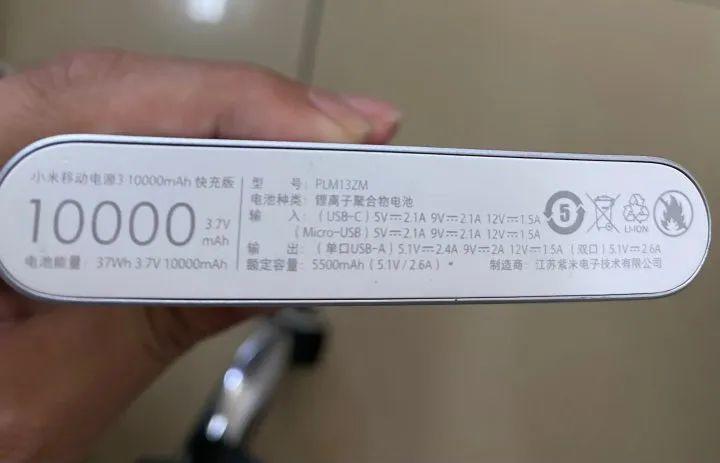 小米移动电源3 10000mAh 快充版
10000 3.7V mAh
电池能量: 37Wh 3.7V 10000mAh
型 号: PLM13ZM
电池种类: 锂离子聚合物电池
输 入: (USB-C) 5V⎓2.1A 9V⎓2.1A 12V⎓1.5A
(Micro-USB) 5V⎓2.1A 9V⎓2.1A 12V⎓1.5A
输 出: (单口USB-A) 5.1V⎓2.4A 9V⎓2A 12V⎓1.5A (双口) 5.1V⎓2.6A
额定容量: 5500mAh (5.1V/2.6A) *
制造商: 江苏紫米电子技术有限公司
5
LI-ION